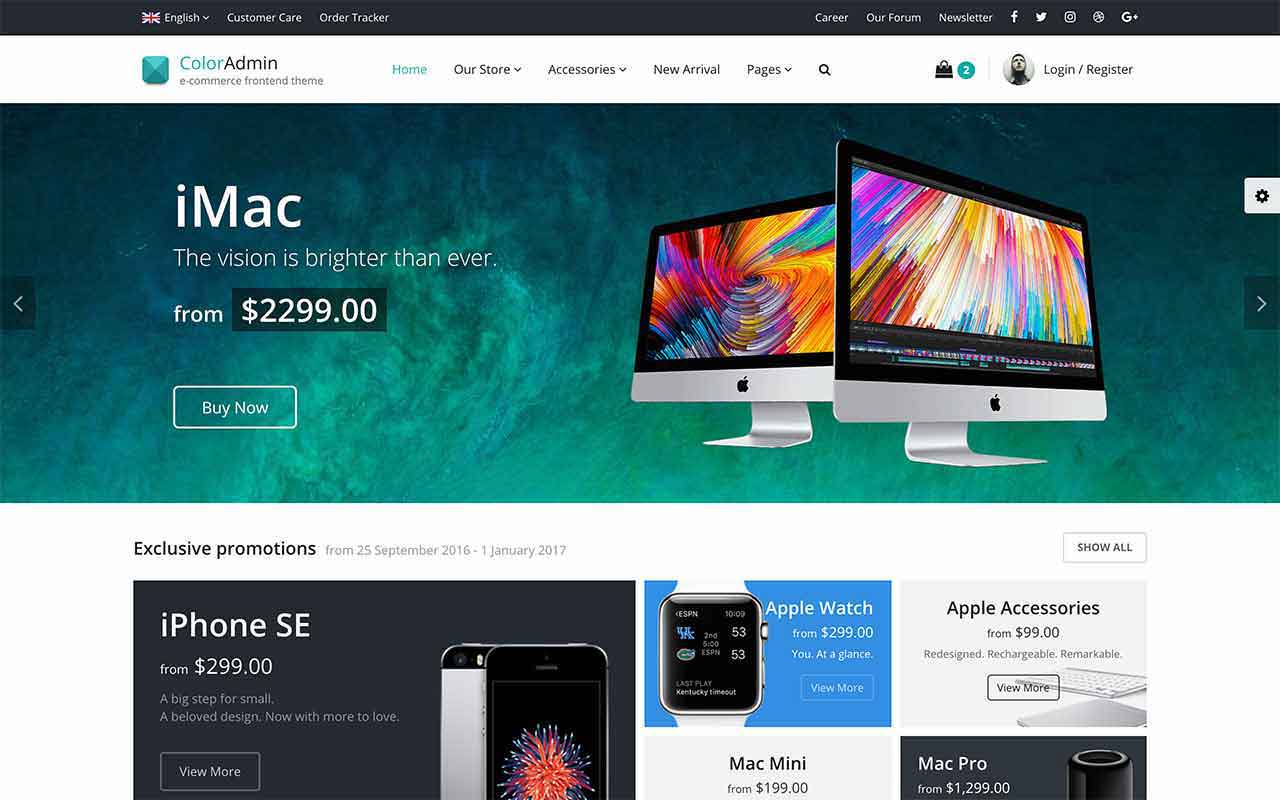 English
Customer Care
Order Tracker
Career
Our Forum
Newsletter
ColorAdmin
e-commerce frontend theme
Home
Our Store
Accessories
New Arrival
Pages
2
Login / Register
iMac
The vision is brighter than ever.
from $2299.00
Buy Now
Exclusive promotions from 25 September 2016 - 1 January 2017
SHOW ALL
iPhone SE
from $299.00
A big step for small.
A beloved design. Now with more to love.
View More
‹ESPN 10:09
2nd
53
5:00
ESPN
53
LAST PLAY
Kentucky timeout
Apple Watch
from $299.00
You. At a glance.
View More
Apple Accessories
from $99.00
Redesigned. Rechargeable. Remarkable.
View More
Mac Mini
from $199.00
Mac Pro
from $1,299.00